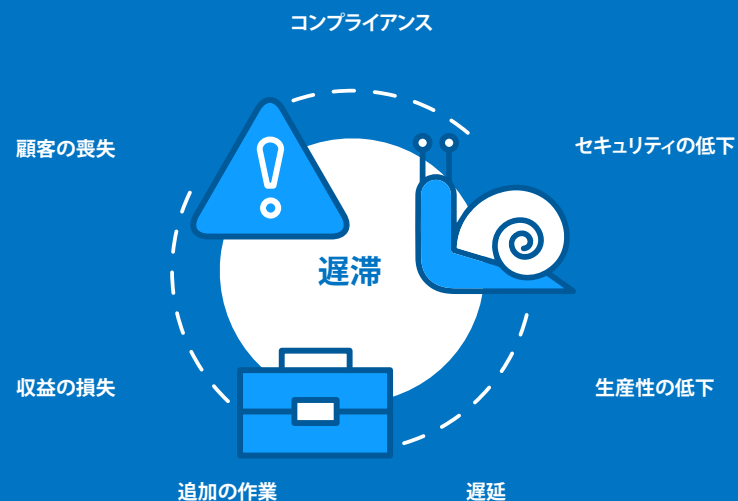 コンプライアンス
顧客の喪失
セキュリティの低下
遅滞
収益の損失
生産性の低下
追加の作業
遅延